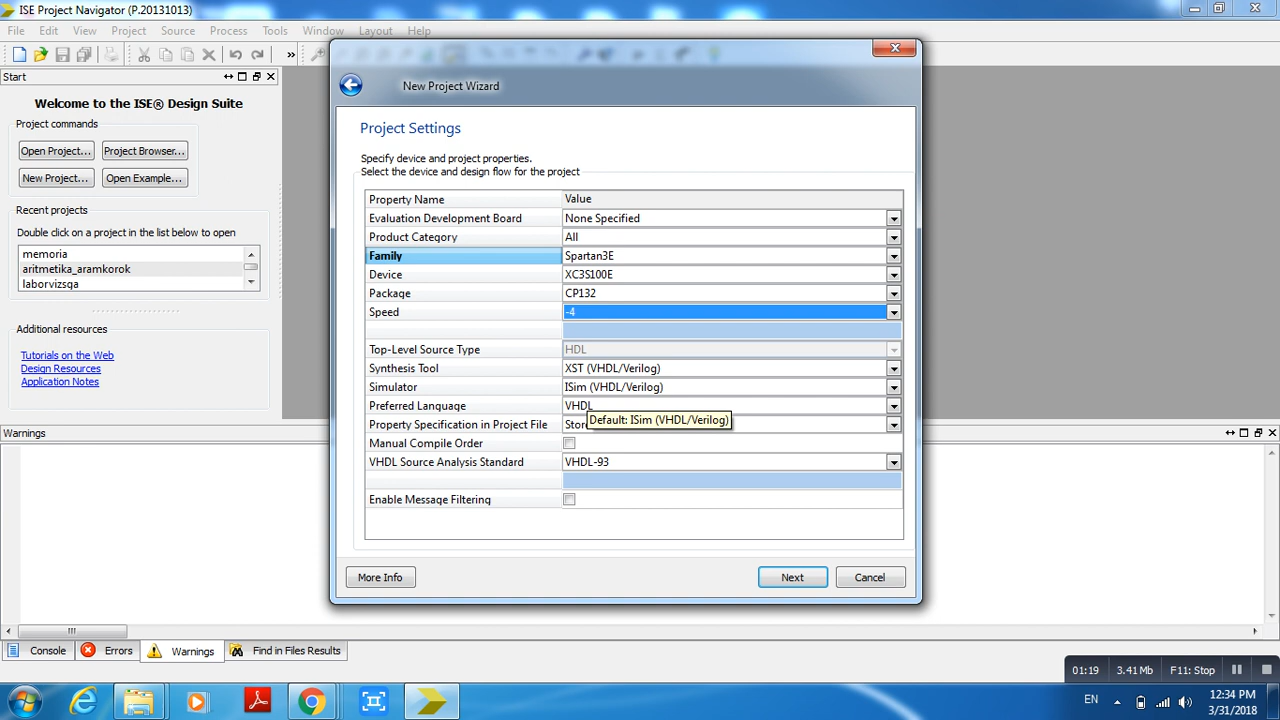 ISE Project Navigator (P.20131013)
File Edit View Project Source Process Tools Window Layout Help
»
Start
Welcome to the ISE® Design Suite
Project commands
Open Project... Project Browser...
New Project... Open Example...
Recent projects
Double click on a project in the list below to open
memoria
aritmetika_aramkorok
laborvizsga
Additional resources
Tutorials on the Web
Design Resources
Application Notes
New Project Wizard
Project Settings
Specify device and project properties.
Select the device and design flow for the project
Property Name Value
Evaluation Development Board None Specified
Product Category All
Family Spartan3E
Device XC3S100E
Package CP132
Speed -4
Top-Level Source Type HDL
Synthesis Tool XST (VHDL/Verilog)
Simulator ISim (VHDL/Verilog)
Preferred Language VHDL
Default: ISim (VHDL/Verilog)
Property Specification in Project File
Manual Compile Order
VHDL Source Analysis Standard VHDL-93
Enable Message Filtering
More Info Next Cancel
Warnings
Console Errors Warnings Find in Files Results
01:19 3.41 Mb F11: Stop
EN 12:34 PM
3/31/2018